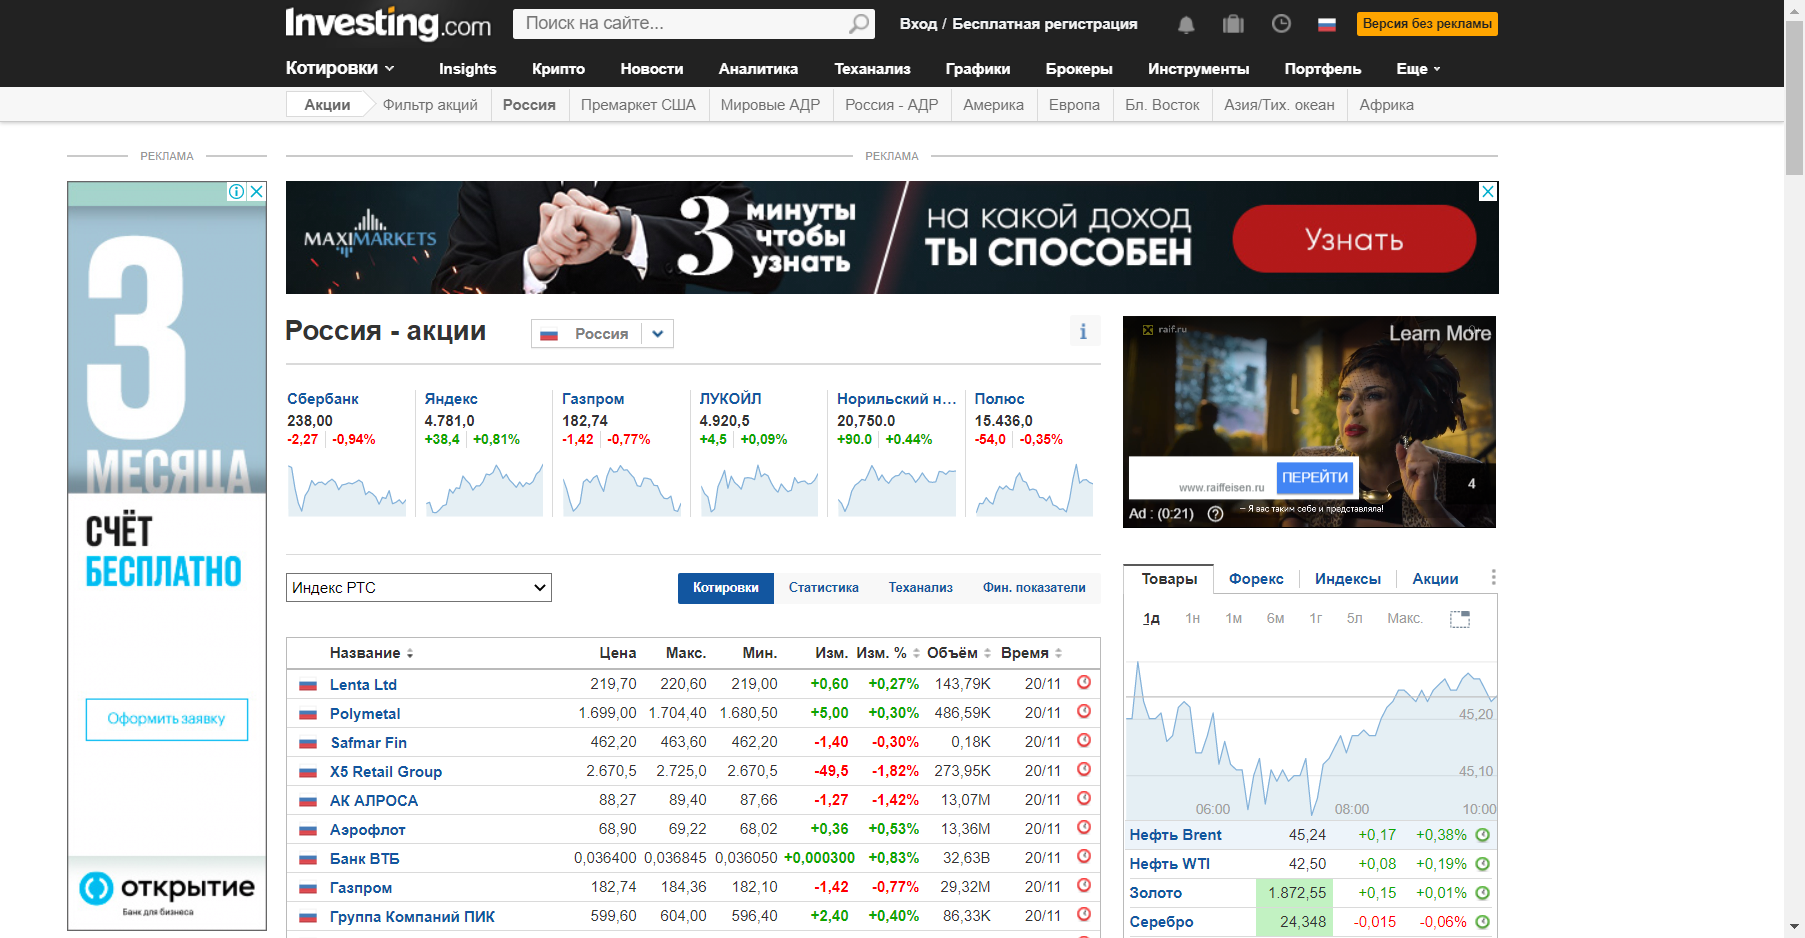 Investing.com
Поиск на сайте...
Вход / Бесплатная регистрация
Версия без рекламы
Котировки
Insights
Крипто
Новости
Аналитика
Теханализ
Графики
Брокеры
Инструменты
Портфель
Еще
Акции
Фильтр акций
Россия
Премаркет США
Мировые АДР
Россия - АДР
Америка
Европа
Бл. Восток
Азия/Тих. океан
Африка
РЕКЛАМА
РЕКЛАМА
3
МЕСЯЦА
СЧЁТ
БЕСПЛАТНО
Оформить заявку
открытие
Банк для бизнеса
MAXIMARKETS
3 минуты
чтобы
узнать
на какой доход
ты способен
Узнать
Россия - акции
Россия
i
Сбербанк
238,00
-2,27 -0,94%
Яндекс
4.781,0
+38,4 +0,81%
Газпром
182,74
-1,42 -0,77%
ЛУКОЙЛ
4.920,5
+4,5 +0,09%
Норильский н...
20,750.0
+90.0 +0.44%
Полюс
15.436,0
-54,0 -0,35%
Индекс РТС
Котировки
Статистика
Теханализ
Фин. показатели
Название Цена Макс. Мин. Изм. Изм. % Объём Время
Lenta Ltd 219,70 220,60 219,00 +0,60 +0,27% 143,79K 20/11
Polymetal 1.699,00 1.704,40 1.680,50 +5,00 +0,30% 486,59K 20/11
Safmar Fin 462,20 463,60 462,20 -1,40 -0,30% 0,18K 20/11
X5 Retail Group 2.670,5 2.725,0 2.670,5 -49,5 -1,82% 273,95K 20/11
АК АЛРОСА 88,27 89,40 87,66 -1,27 -1,42% 13,07M 20/11
Аэрофлот 68,90 69,22 68,02 +0,36 +0,53% 13,36M 20/11
Банк ВТБ 0,036400 0,036845 0,036050 +0,000300 +0,83% 32,63B 20/11
Газпром 182,74 184,36 182,10 -1,42 -0,77% 29,32M 20/11
Группа Компаний ПИК 599,60 604,00 596,40 +2,40 +0,40% 86,33K 20/11
raif.ru
Learn More
www.raiffeisen.ru
ПЕРЕЙТИ
4
Ad : (0:21)
– Я вас таким себе и представляла!
Товары
Форекс
Индексы
Акции
1д 1н 1м 6м 1г 5л Макс.
45,20
45,10
06:00 08:00 10:00
Нефть Brent 45,24 +0,17 +0,38%
Нефть WTI 42,50 +0,08 +0,19%
Золото 1.872,55 +0,15 +0,01%
Серебро 24,348 -0,015 -0,06%